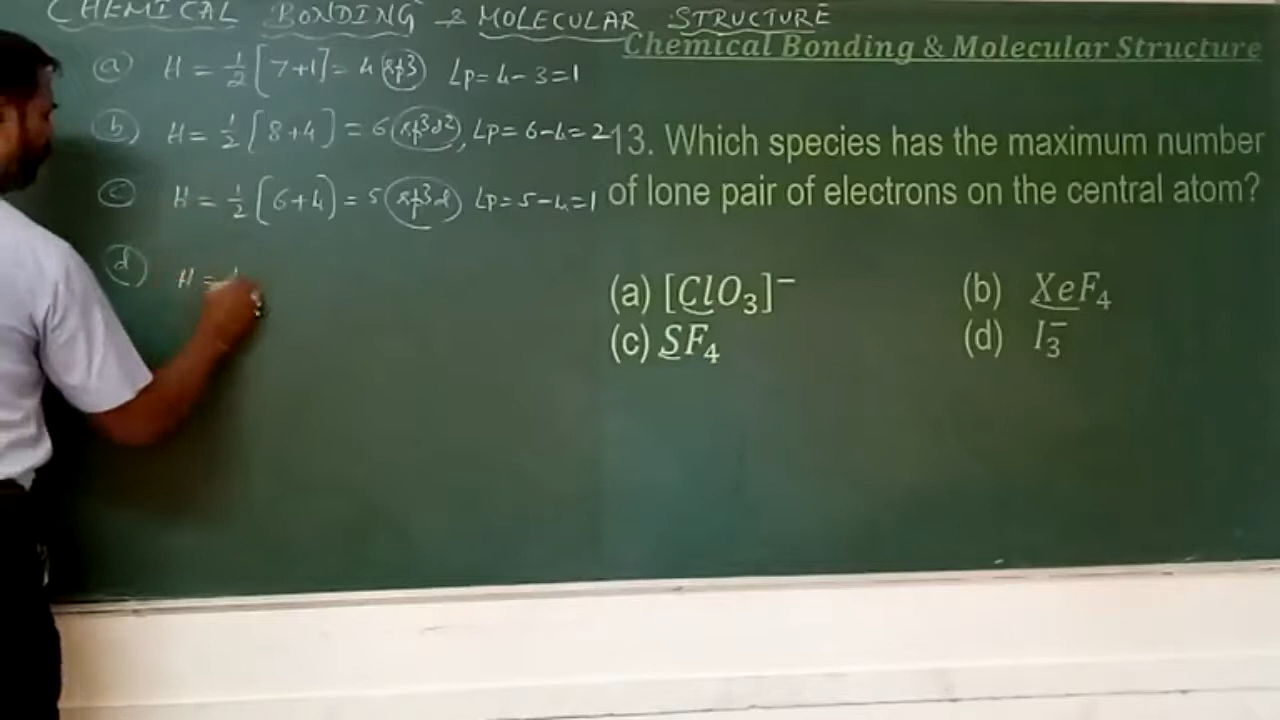 CHEMICAL BONDING & MOLECULAR STRUCTURE
Chemical Bonding & Molecular Structure
(a) H = 1/2 [7+1] = 4 (sp3) Lp = 4 - 3 = 1
(b) H = 1/2 [8+4] = 6 (sp³d²), Lp = 6 - 4 = 2
(c) H = 1/2 [6+4] = 5 (sp³d) Lp = 5 - 4 = 1
(d) H =
13. Which species has the maximum number
of lone pair of electrons on the central atom?
(a) [ClO₃]⁻ (b) XeF₄
(c) SF₄ (d) I₃⁻